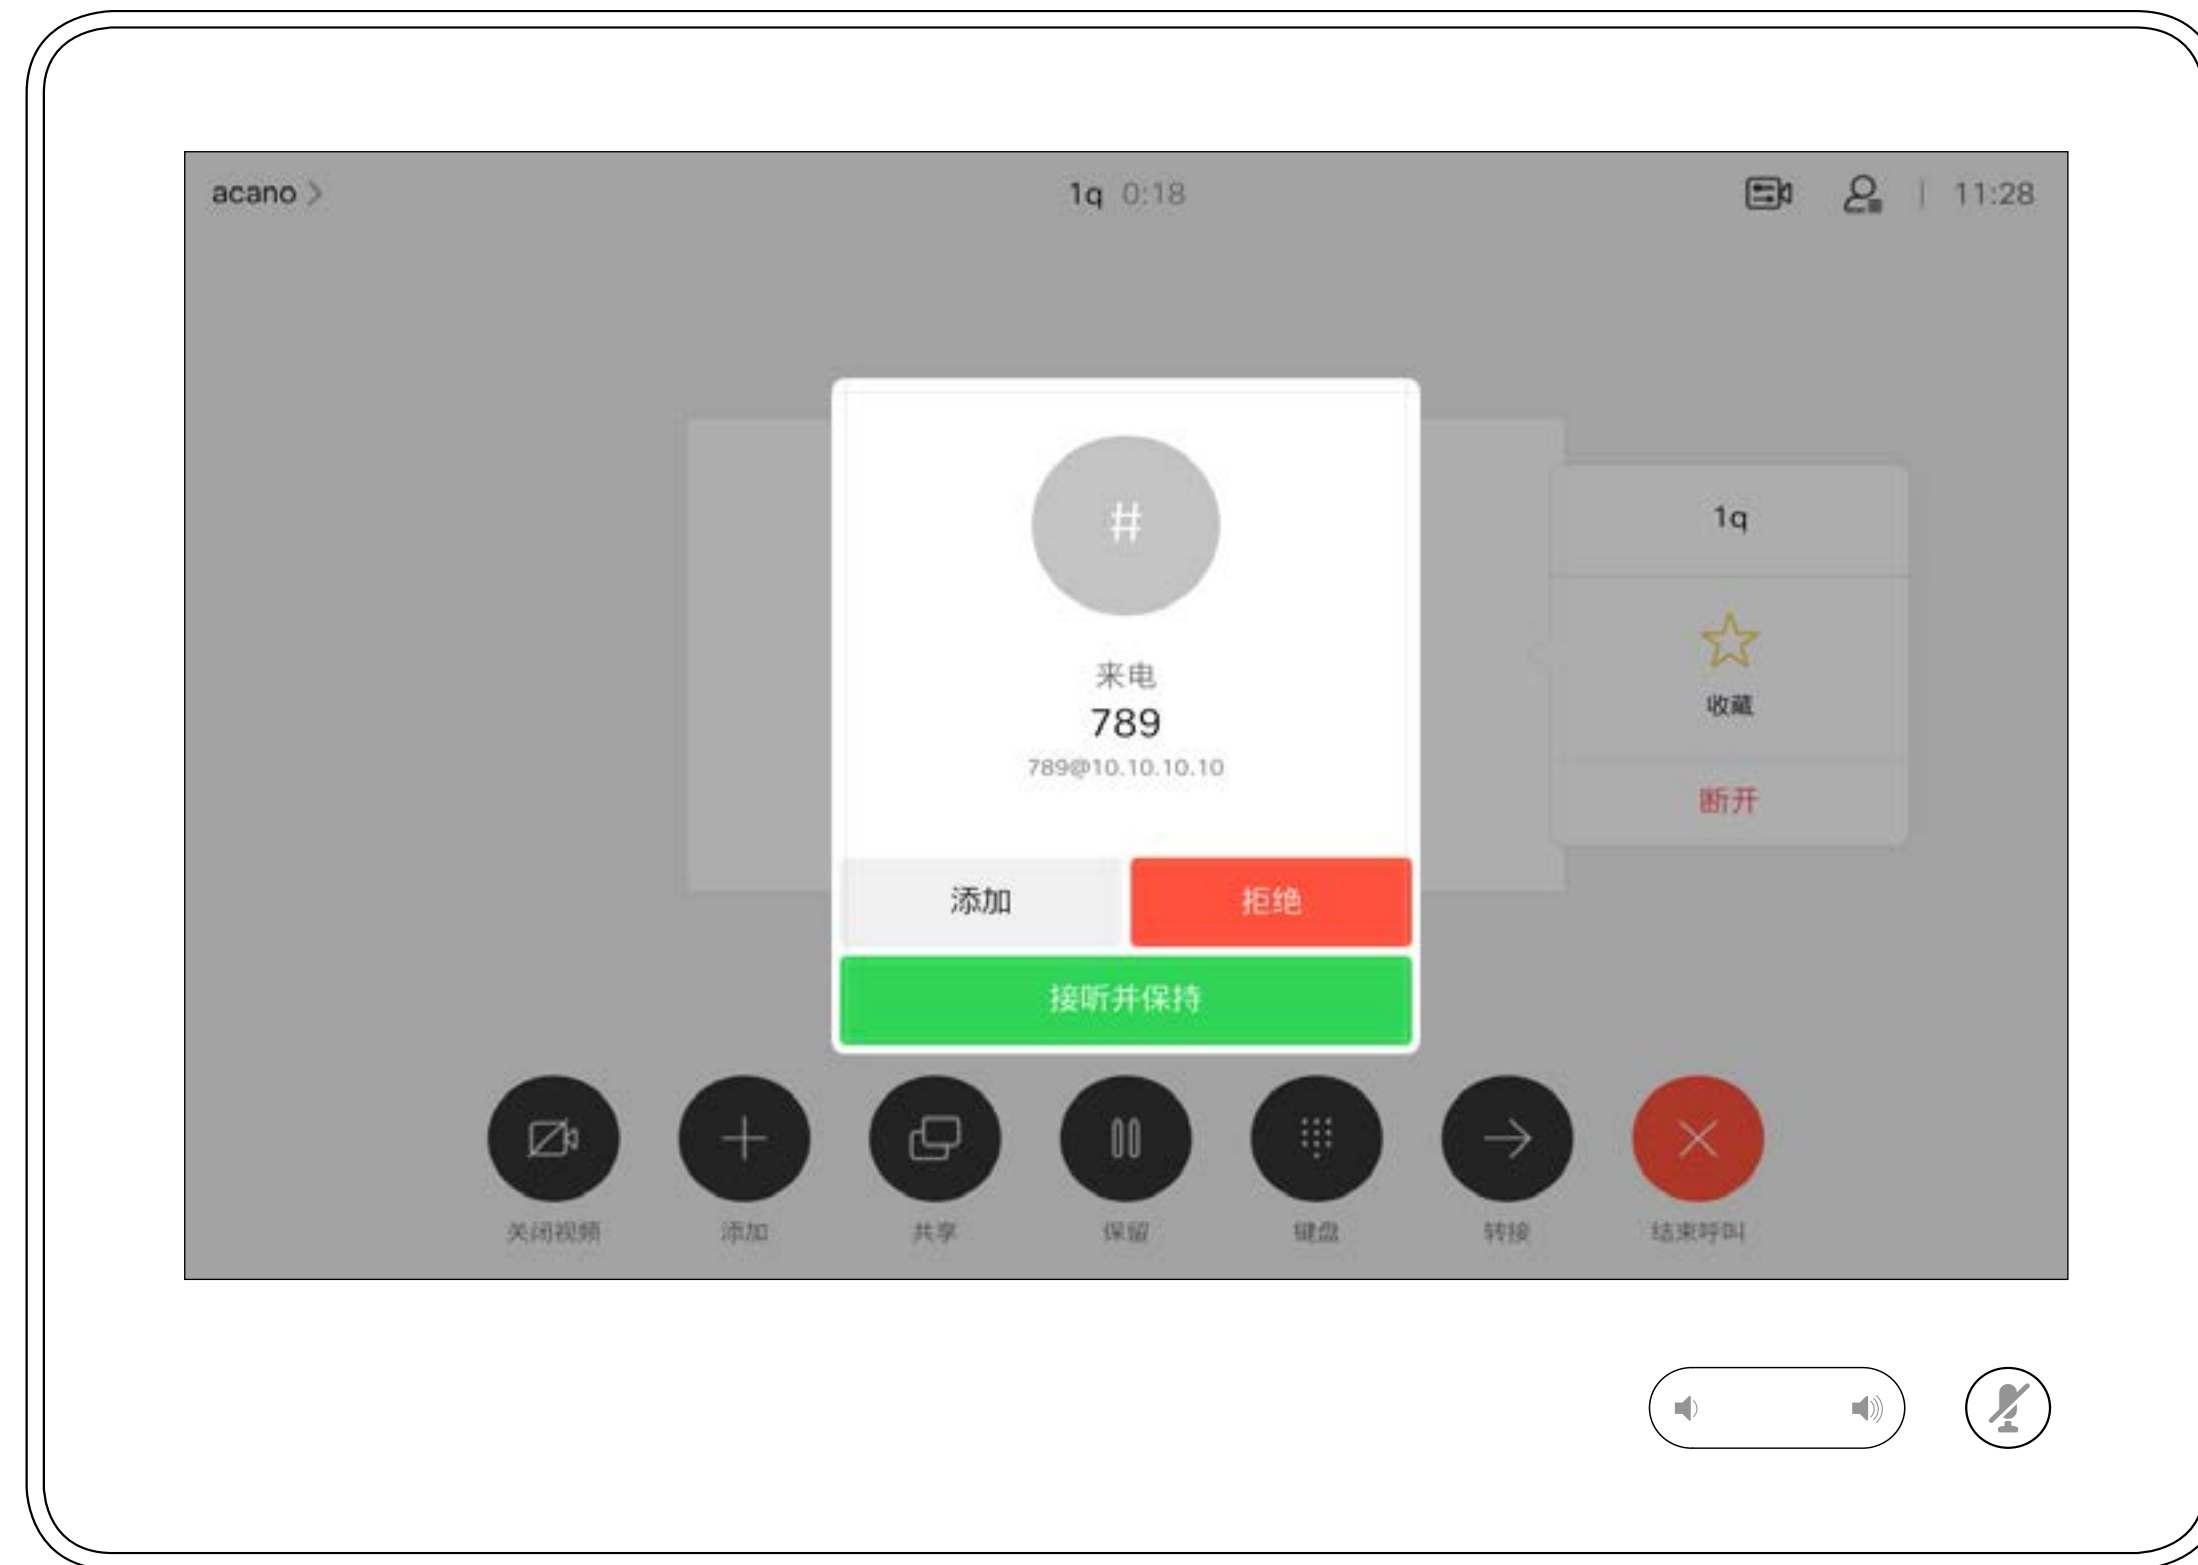 acano
1q 0:18
11:28
#
来电
789
789@10.10.10.10
添加
拒绝
接听并保持
1q
收藏
断开
关闭视频
添加
共享
保留
键盘
转接
结束呼叫